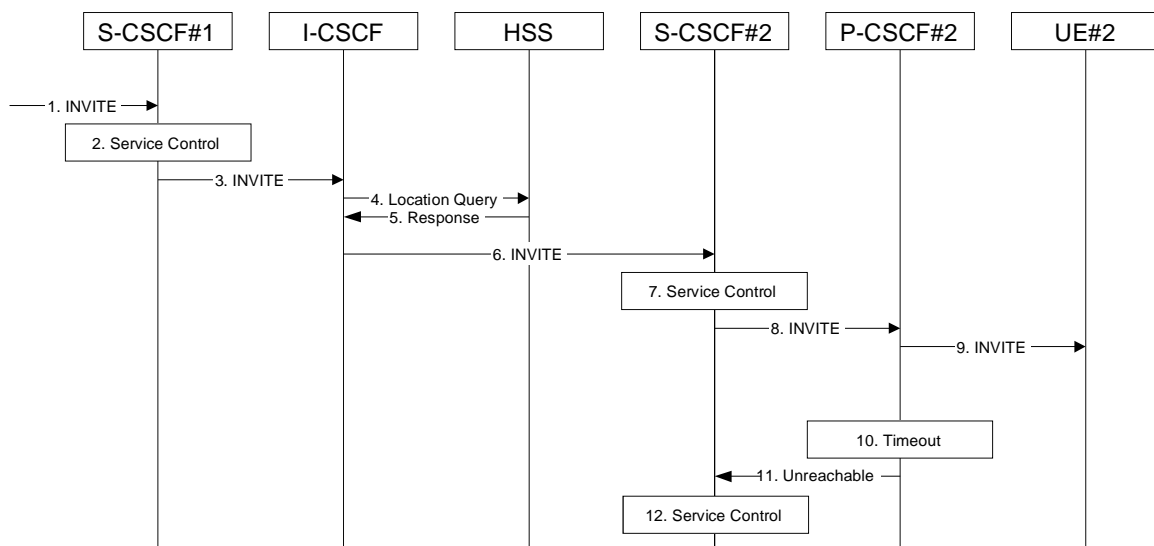 S-CSCF#1
I-CSCF
HSS
S-CSCF#2
P-CSCF#2
UE#2
1. INVITE
2. Service Control
3. INVITE
4. Location Query
5. Response
6. INVITE
7. Service Control
8. INVITE
9. INVITE
10. Timeout
11. Unreachable
12. Service Control